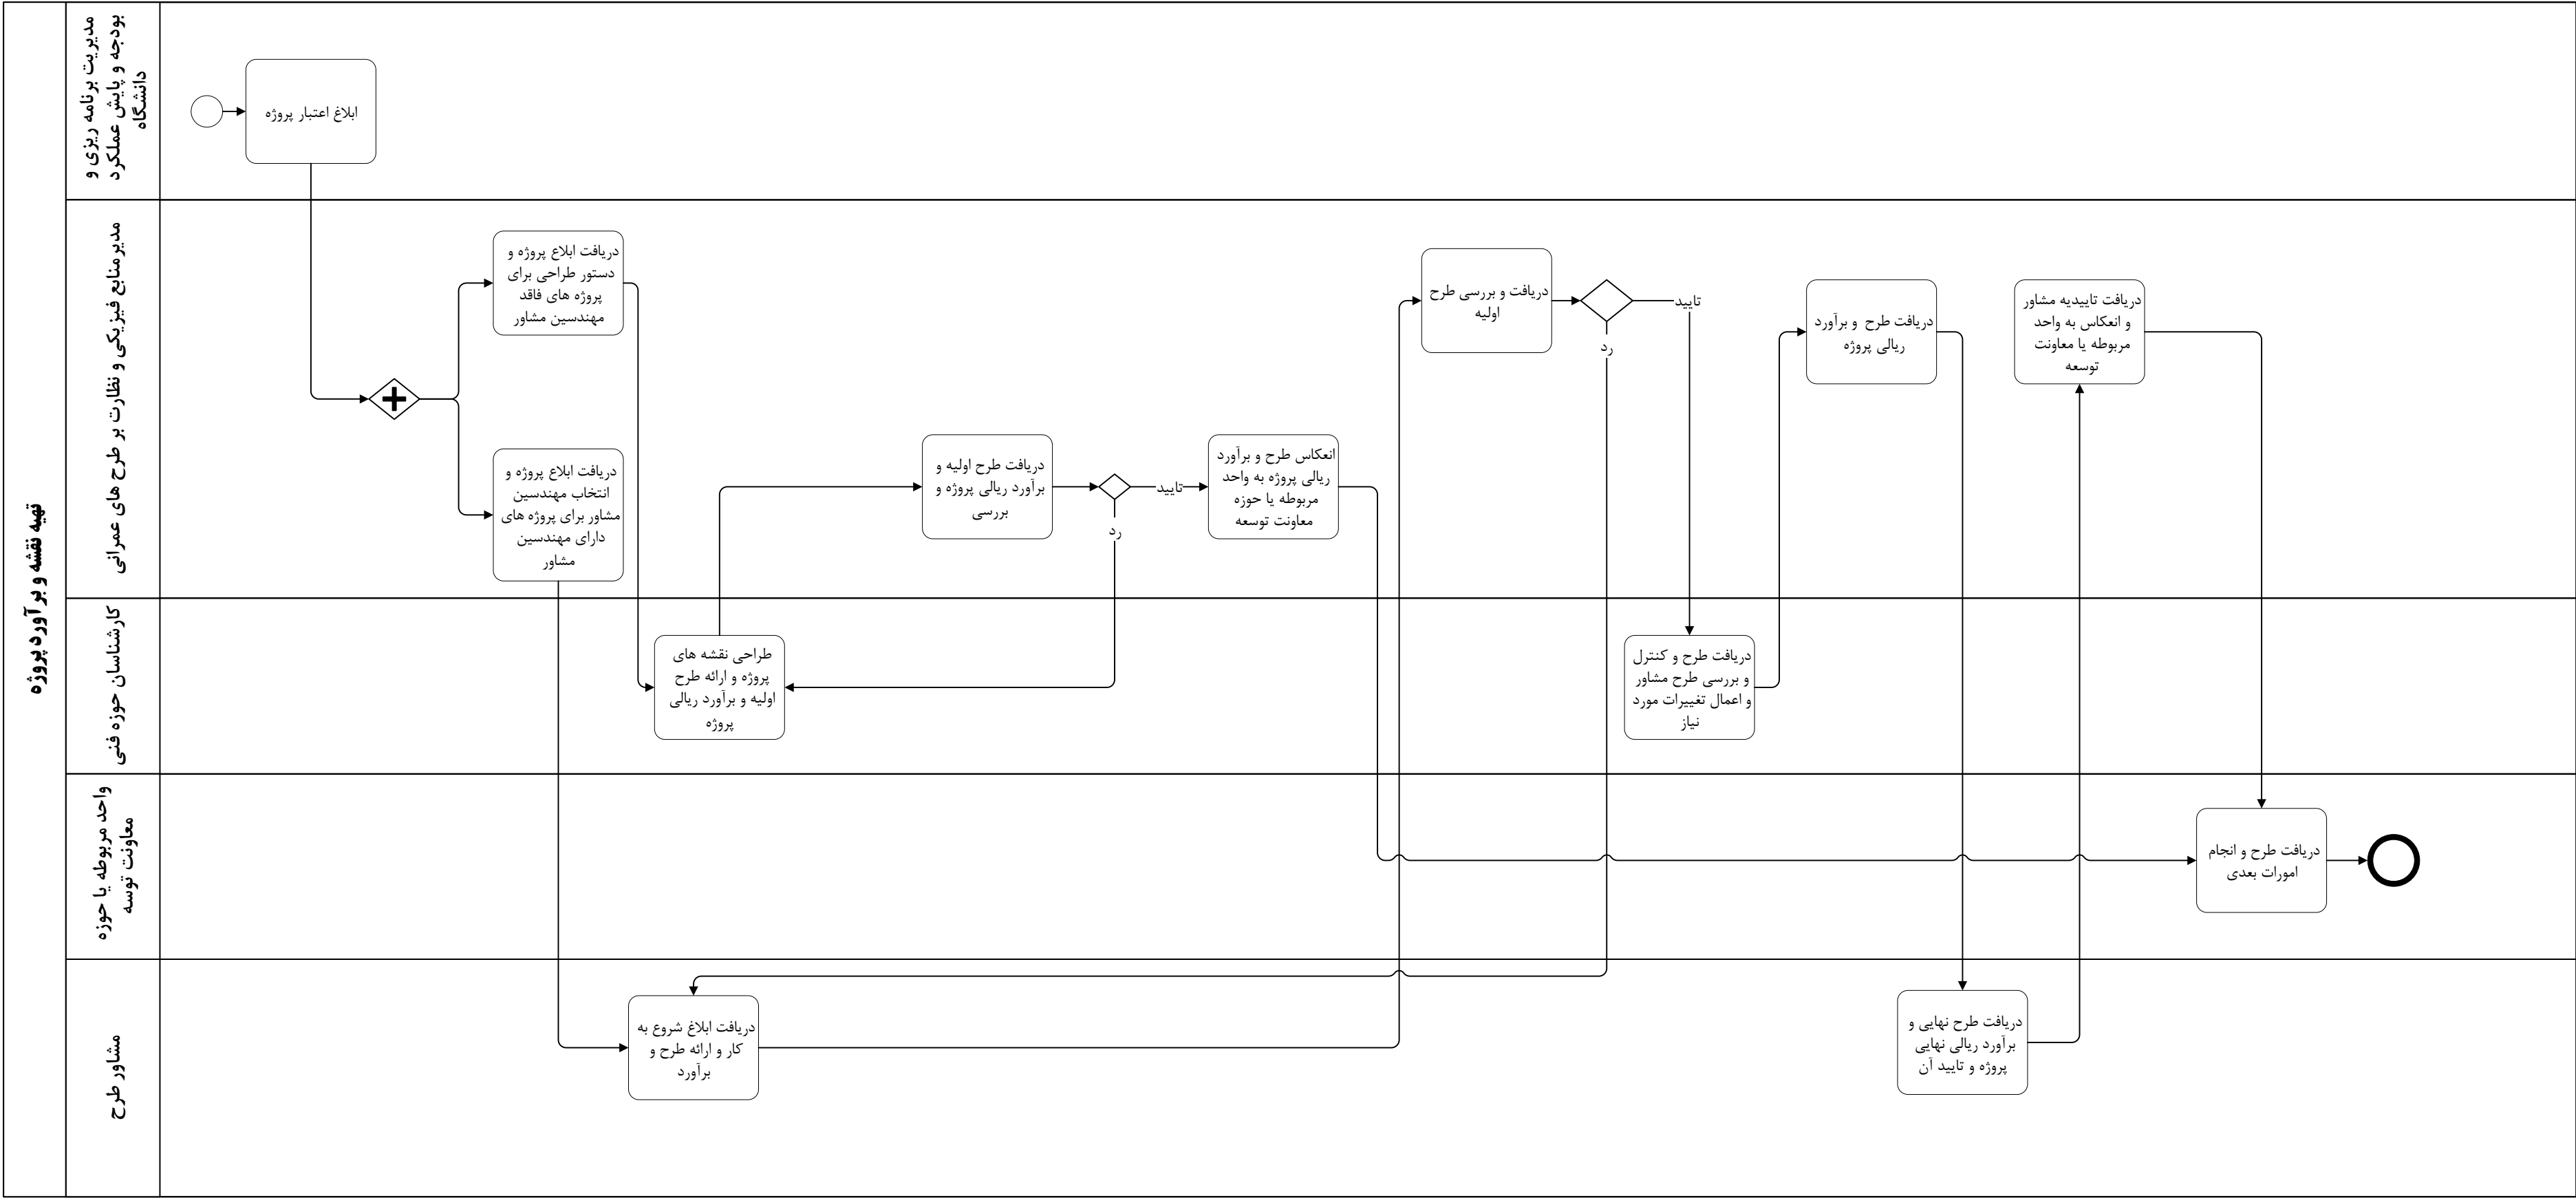 تهیه نقشه و برآورد پروژه
مدیریت برنامه ریزی و
بودجه و پایش عملکرد
دانشگاه
ابلاغ اعتبار پروژه
مدیرمنابع فیزیکی و نظارت بر طرح های عمرانی
دریافت ابلاع پروژه و
دستور طراحی برای
پروژه های فاقد
مهندسین مشاور
دریافت ابلاع پروژه و
انتخاب مهندسین
مشاور برای پروژه های
دارای مهندسین
مشاور
دریافت طرح اولیه و
برآورد ریالی پروژه و
بررسی
تایید
رد
انعکاس طرح و برآورد
ریالی پروژه به واحد
مربوطه یا حوزه
معاونت توسعه
دریافت و بررسی طرح
اولیه
تایید
رد
دریافت طرح و برآورد
ریالی پروژه
دریافت تاییدیه مشاور
و انعکاس به واحد
مربوطه یا معاونت
توسعه
کارشناسان حوزه فنی
طراحی نقشه های
پروژه و ارائه طرح
اولیه و برآورد ریالی
پروژه
دریافت طرح و کنترل
و بررسی طرح مشاور
و اعمال تغییرات مورد
نیاز
واحد مربوطه یا حوزه
معاونت توسه
دریافت طرح و انجام
امورات بعدی
مشاور طرح
دریافت ابلاغ شروع به
کار و ارائه طرح و
برآورد
دریافت طرح نهایی و
برآورد ریالی نهایی
پروژه و تایید آن